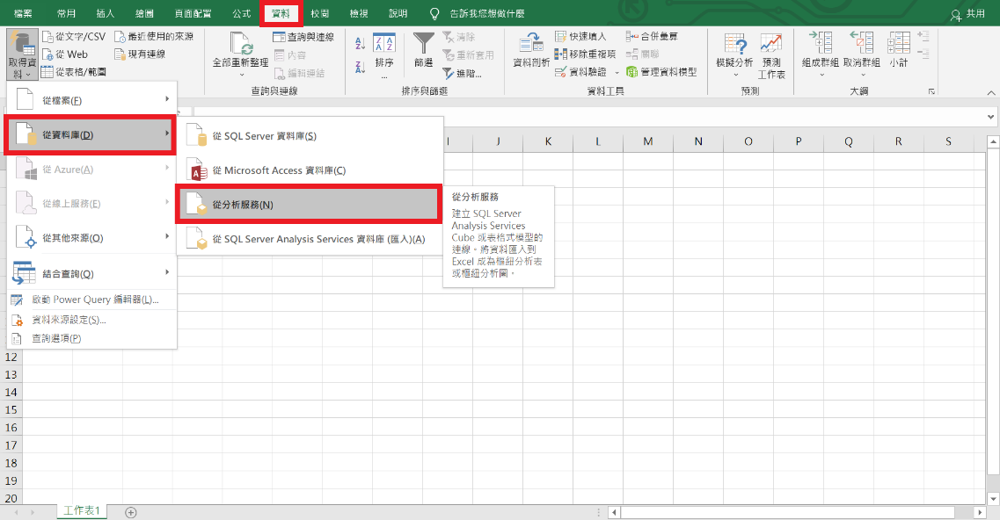 檔案 常用 插入 繪圖 頁面配置 公式 資料 校閱 檢視 說明 告訴我您想做什麼 共用
取得資料
從文字/CSV
從 Web
從表格/範圍
最近使用的來源
現有連線
全部重新整理
查詢與連線
內容
編輯連結
查詢與連線
排序
...
篩選
清除
重新套用
進階...
排序與篩選
資料剖析
快速填入
移除重複項
資料驗證
合併彙算
關聯
管理資料模型
資料工具
模擬分析
預測
工作表
預測
組成群組
取消群組
小計
大綱
從檔案(F)
從資料庫(D)
從 Azure(A)
從線上服務(E)
從其他來源(O)
結合查詢(Q)
啟動 Power Query 編輯器(L)...
資料來源設定(S)...
查詢選項(P)
從 SQL Server 資料庫(S)
從 Microsoft Access 資料庫(C)
從分析服務(N)
從 SQL Server Analysis Services 資料庫 (匯入)(A)
從分析服務
建立 SQL Server
Analysis Services
Cube 或表格式模型的
連線。將資料匯入到
Excel 成為樞紐分析表
或樞紐分析圖。
I J K L M N O P Q R S
12
13
14
15
16
17
18
19
20
工作表1